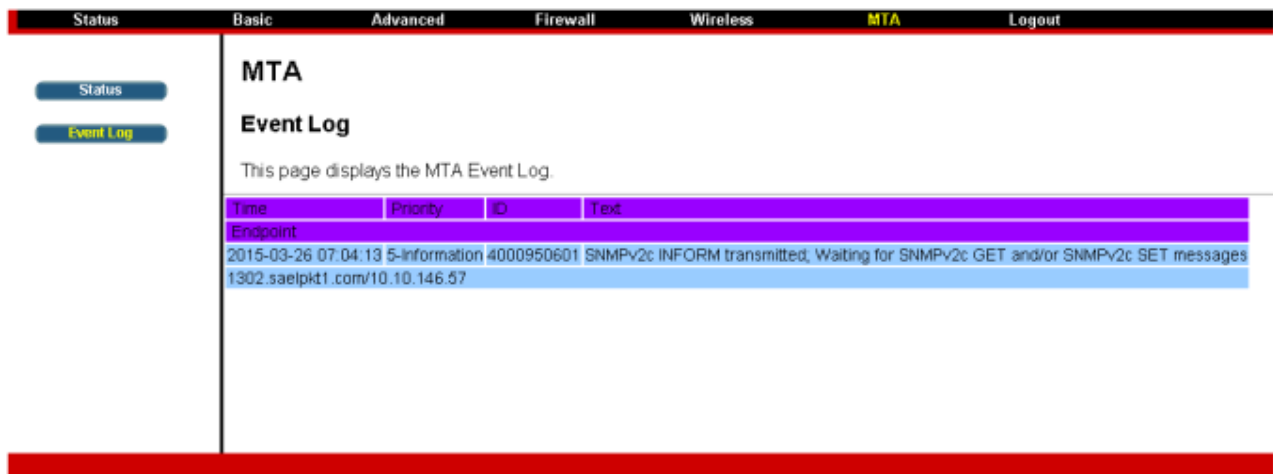 Status Basic Advanced Firewall Wireless MTA Logout
Status
Event Log
MTA
Event Log
This page displays the MTA Event Log.
Time Priority ID Text
Endpoint
2015-03-26 07:04:13 5-Information 4000950601 SNMPv2c INFORM transmitted; Waiting for SNMPv2c GET and/or SNMPv2c SET messages
1302.saelpkt1.com/10.10.146.57